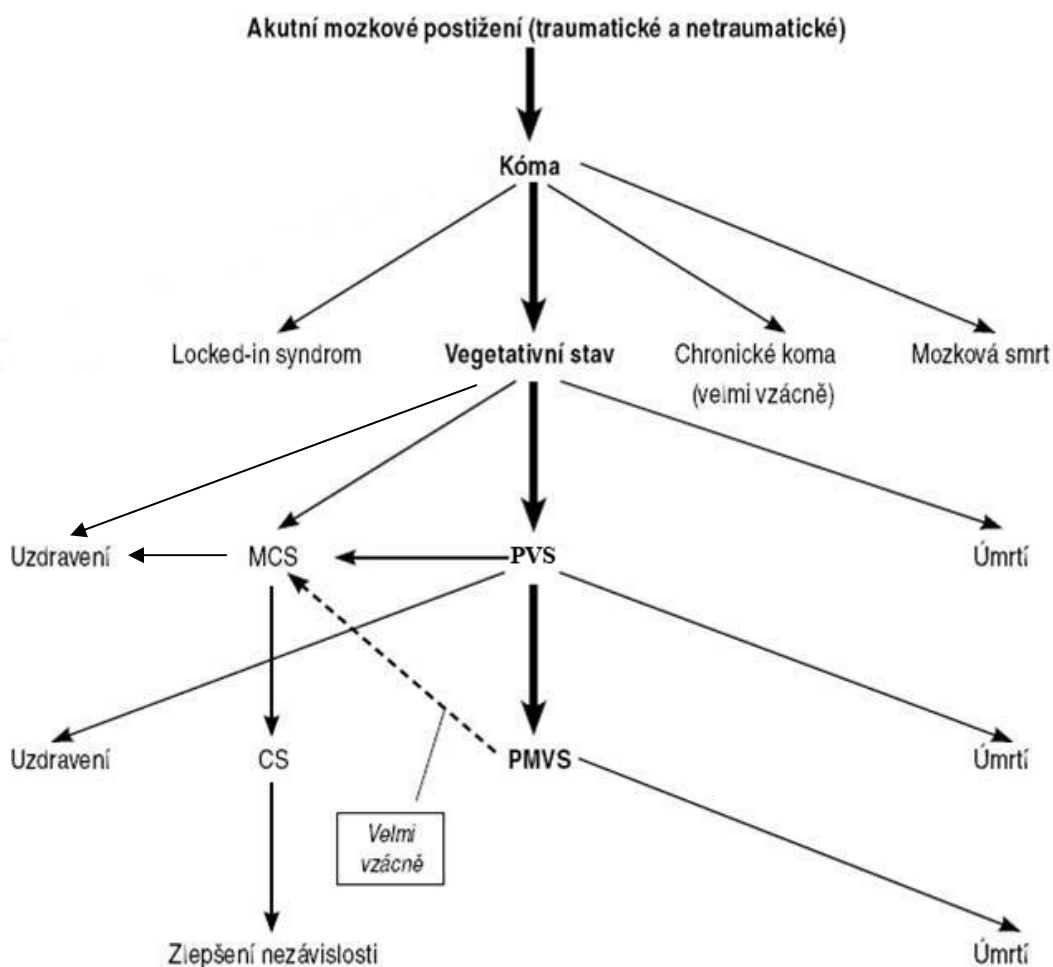 Akutní mozkové postižení (traumatické a netraumatické)
Kóma
Locked-in syndrom
Vegetativní stav
Chronické koma
(velmi vzácně)
Mozková smrt
Uzdravení
MCS
PVS
Úmrtí
Uzdravení
CS
PMVS
Úmrtí
Velmi
vzácně
Zlepšení nezávislosti
Úmrtí